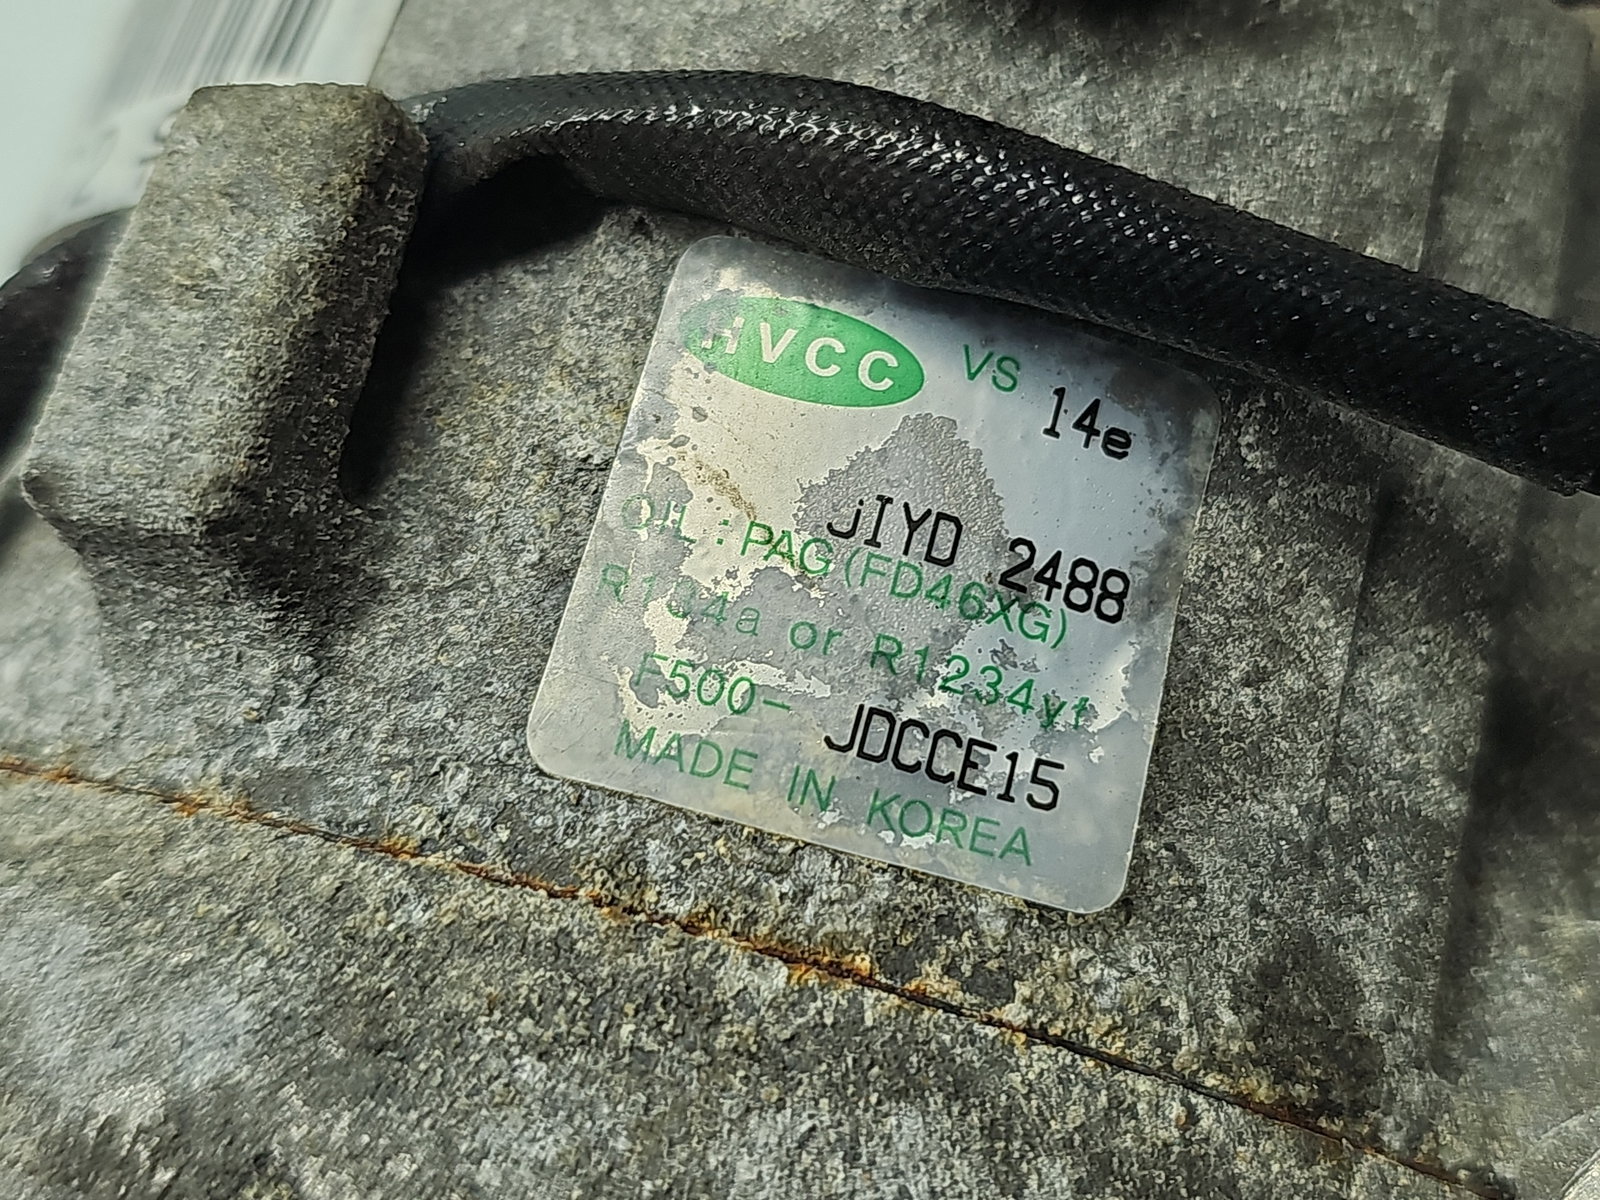 HVCC VS 14e
jIYD 2488
OIL : PAG (FD46XG)
R134a or R1234yf
F500- JDCCE15
MADE IN KOREA